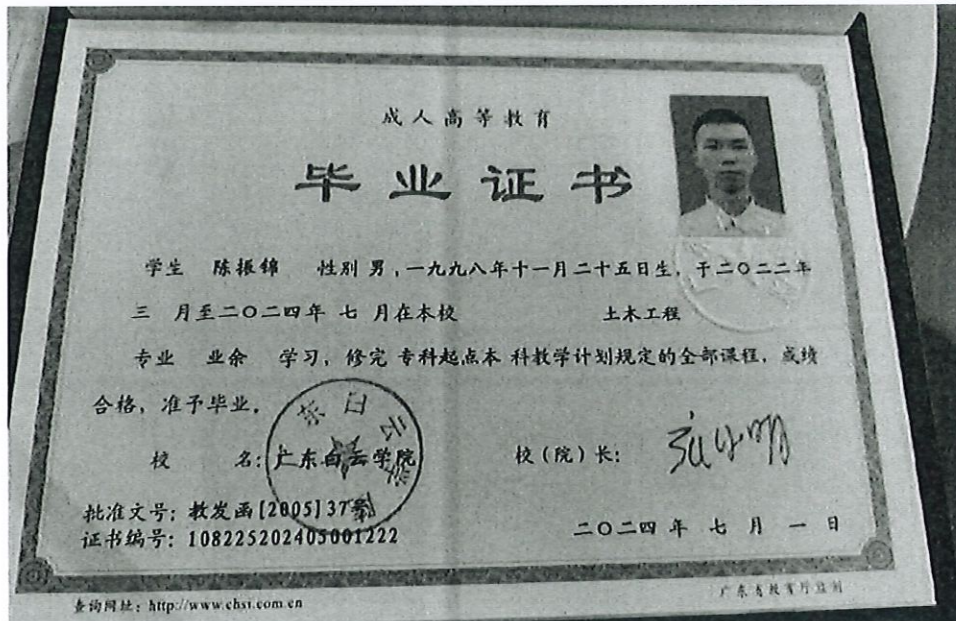 成人高等教育
毕业证书
学生 陈振锦 性别 男，一九九八年十一月二十五日生，于二〇二二年
三 月至二〇二四年 七 月在本校 土木工程
专业 业余 学习，修完 专科起点本 科教学计划规定的全部课程，成绩
合格，准予毕业。
校 名：广东白云学院
校（院）长：
批准文号：教发函[2005]37号
证书编号：108225202405001222
二〇二四 年 七 月 一 日
查询网址：http://www.chsi.com.cn
广东省教育厅监制